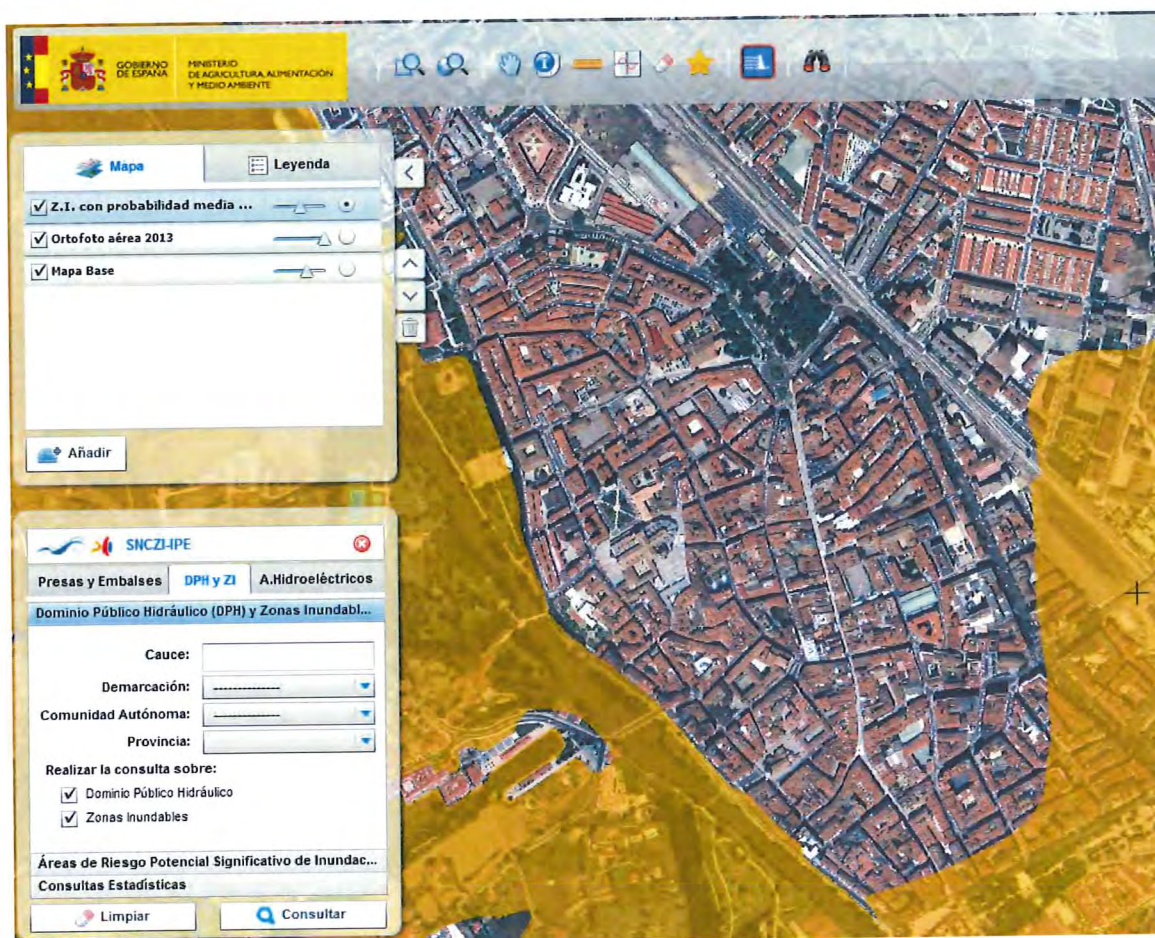 GOBIERNO
DE ESPAÑA
MINISTERIO
DE AGRICULTURA, ALIMENTACIÓN
Y MEDIO AMBIENTE
Mapa
Leyenda
Z.I. con probabilidad media ...
Ortofoto aérea 2013
Mapa Base
Añadir
SNCZI-IPE
Presas y Embalses
DPH y ZI
A.Hidroeléctricos
Dominio Público Hidráulico (DPH) y Zonas Inundabl...
Cauce:
Demarcación: --------------
Comunidad Autónoma: --------------
Provincia:
Realizar la consulta sobre:
Dominio Público Hidráulico
Zonas Inundables
Áreas de Riesgo Potencial Significativo de Inundac...
Consultas Estadísticas
Limpiar
Consultar